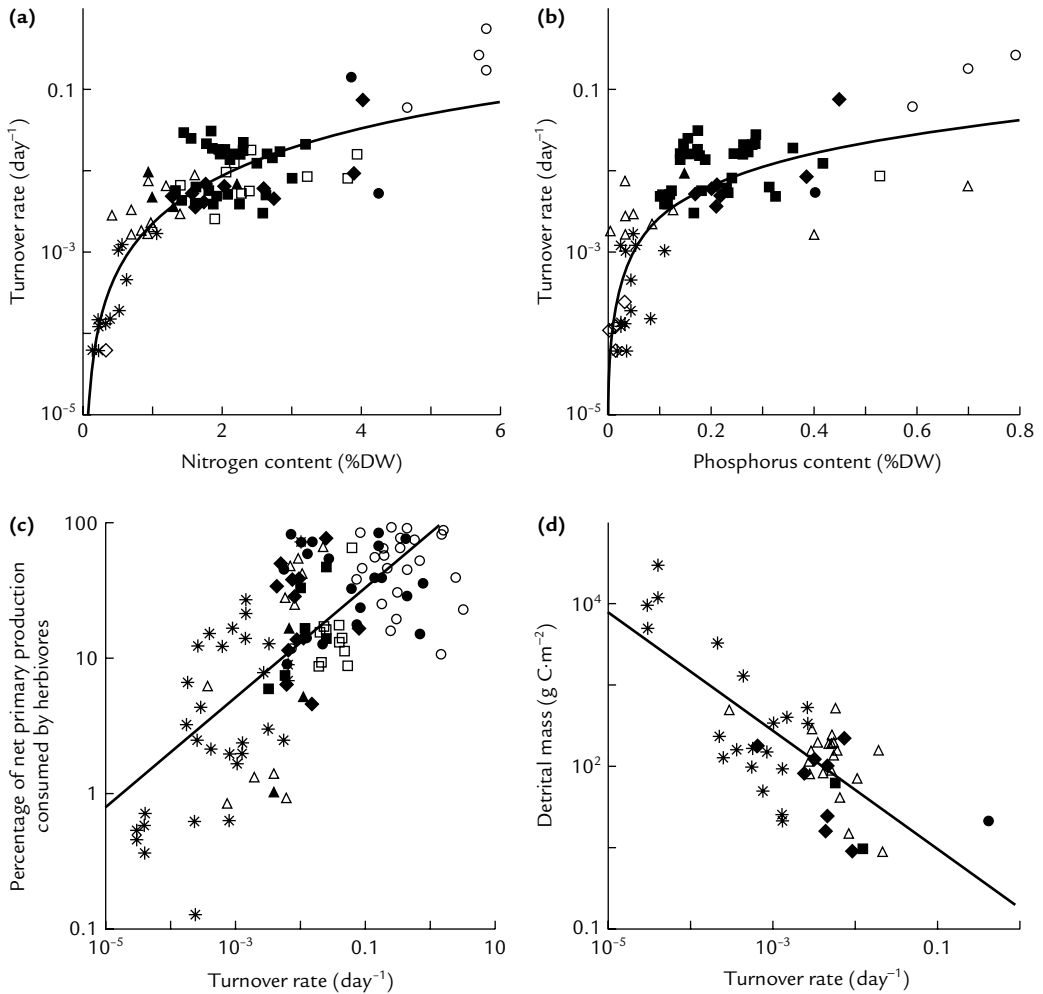 (a)
0.1
10⁻³
10⁻⁵
Turnover rate (day⁻¹)
0 2 4 6
Nitrogen content (%DW)
(b)
0.1
10⁻³
10⁻⁵
Turnover rate (day⁻¹)
0 0.2 0.4 0.6 0.8
Phosphorus content (%DW)
(c)
100
10
1
0.1
Percentage of net primary production
consumed by herbivores
10⁻⁵ 10⁻³ 0.1 10
Turnover rate (day⁻¹)
(d)
10⁴
10²
0.1
Detrital mass (g C·m⁻²)
10⁻⁵ 10⁻³ 0.1
Turnover rate (day⁻¹)